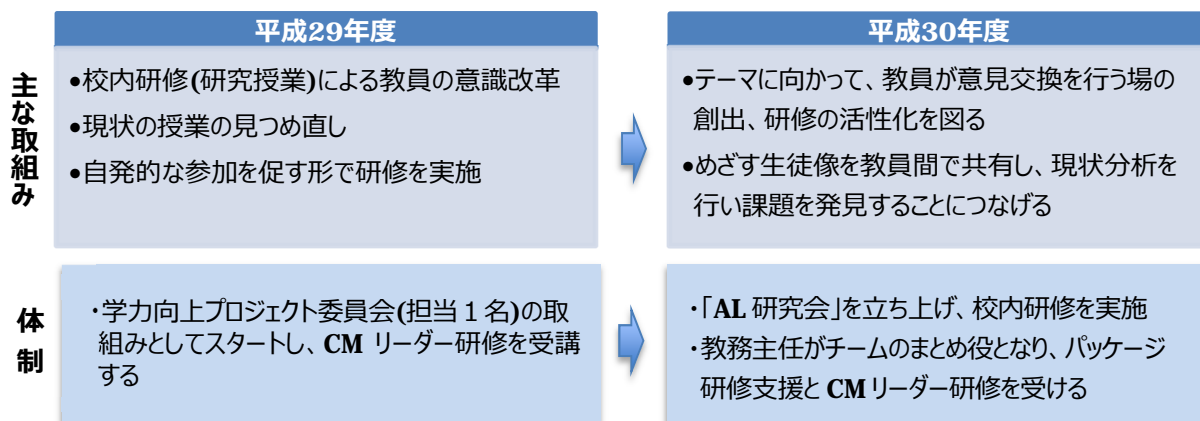 平成29年度
平成30年度
主な取組み
•校内研修(研究授業)による教員の意識改革
•現状の授業の見つめ直し
•自発的な参加を促す形で研修を実施
•テーマに向かって、教員が意見交換を行う場の
創出、研修の活性化を図る
•めざす生徒像を教員間で共有し、現状分析を
行い課題を発見することにつなげる
体制
・学力向上プロジェクト委員会(担当１名)の取
組みとしてスタートし、CM リーダー研修を受講
する
・「AL 研究会」を立ち上げ、校内研修を実施
・教務主任がチームのまとめ役となり、パッケージ
研修支援と CM リーダー研修を受ける